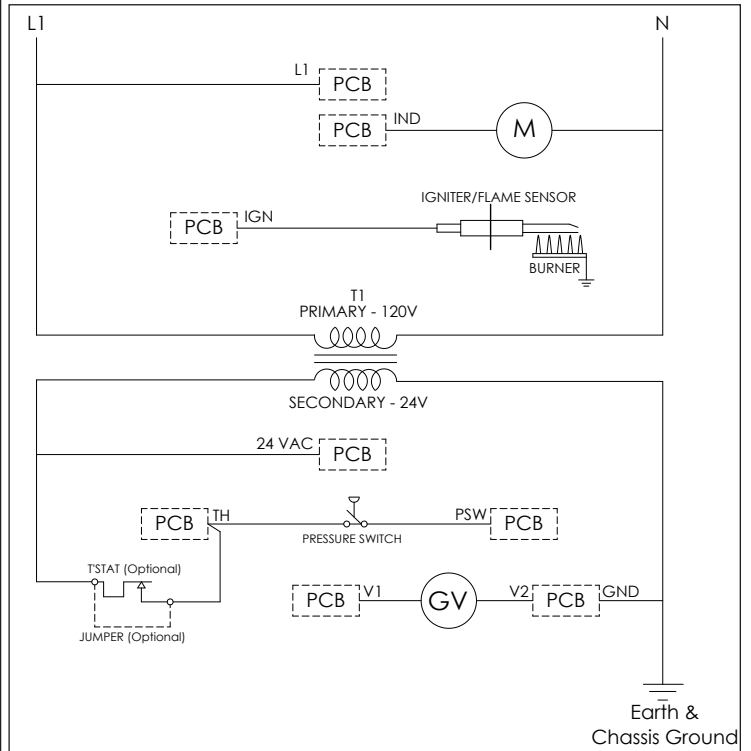 L1 N
L1 PCB
PCB IND M
IGNITER/FLAME SENSOR
PCB IGN
BURNER
T1
PRIMARY - 120V
SECONDARY - 24V
24 VAC PCB
PCB TH PSW PCB
PRESSURE SWITCH
T'STAT (Optional)
PCB V1 GV V2 PCB GND
JUMPER (Optional)
Earth &
Chassis Ground